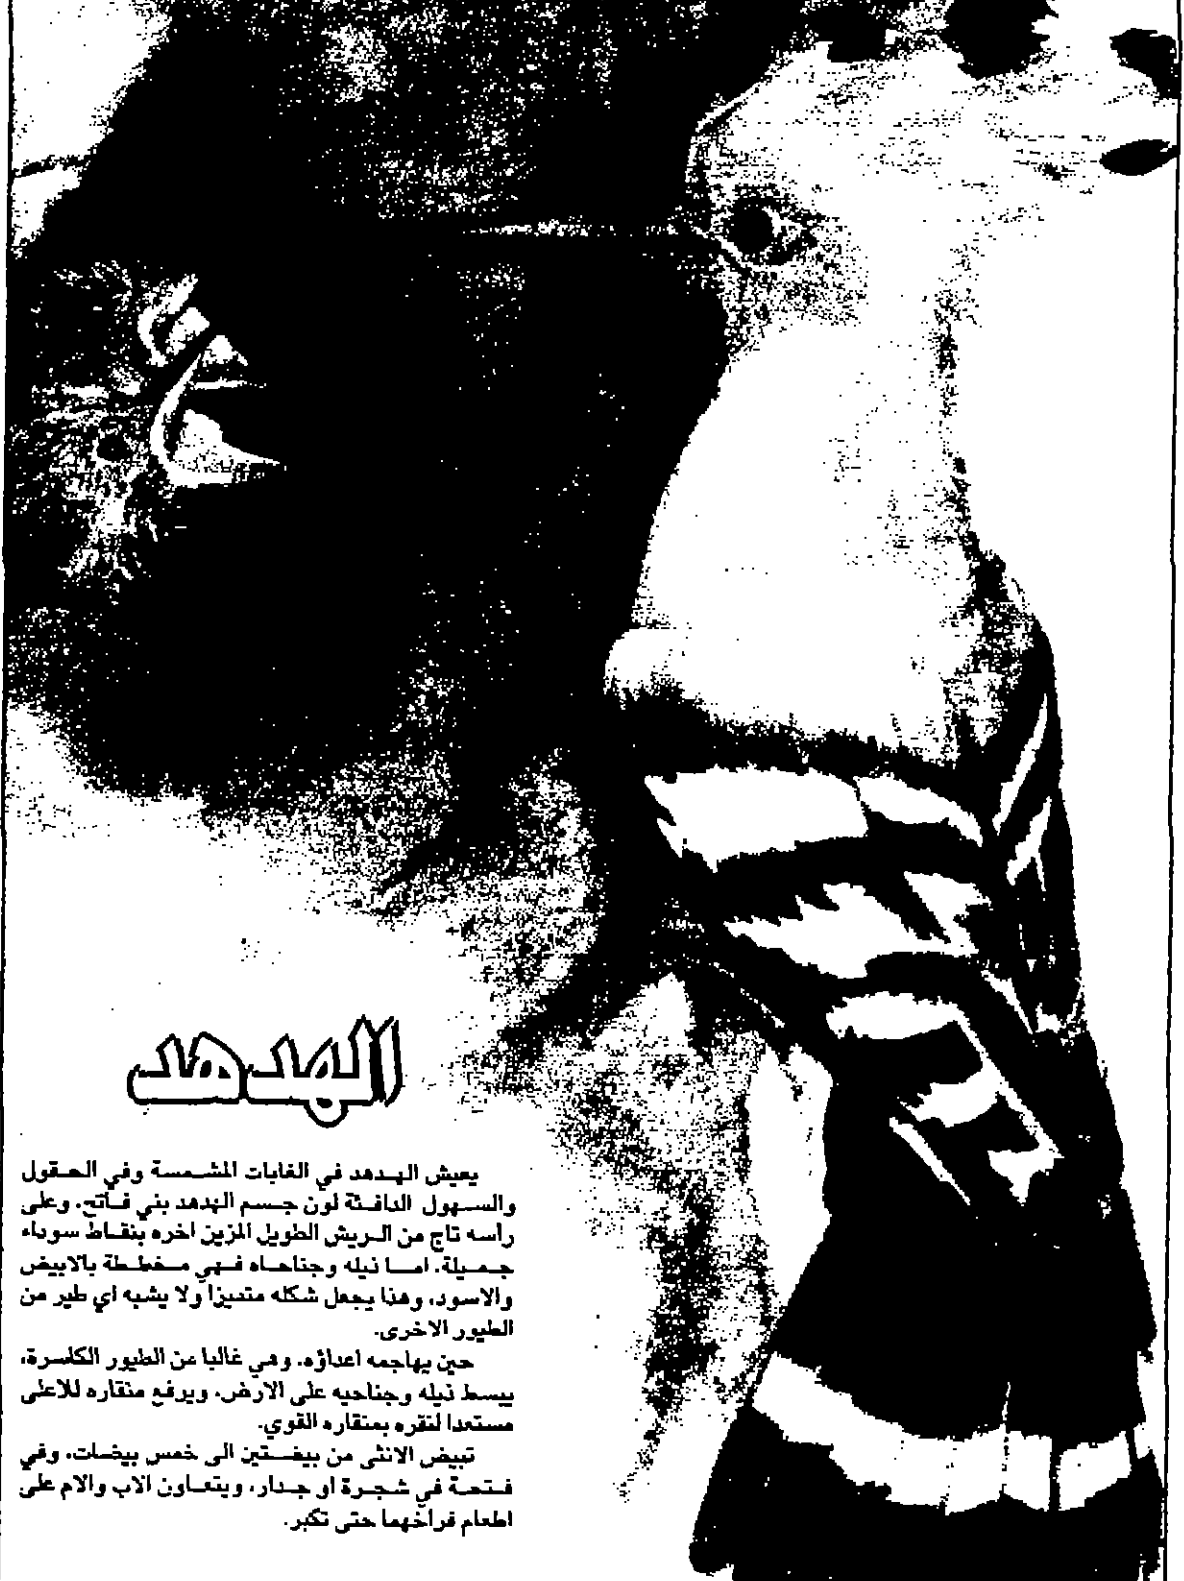 الهدهد
يعيش الهدهد في الغابات المشمسة وفي الحقول
والسهول الدافئة لون جسم الهدهد بني فاتح. وعلى
رأسه تاج من الريش الطويل المزين اخره بنقاط سوداء
جميلة. اما ذيله وجناحاه فهي مخططة بالابيض
والاسود، وهذا يجعل شكله متميزا ولا يشبه اي طير من
الطيور الاخرى.
حين يهاجمه اعداؤه، وهي غالبا من الطيور الكاسرة،
يبسط ذيله وجناحيه على الارض، ويرفع منقاره للاعلى
مستعدا لنقره بمنقاره القوي.
تبيض الانثى من بيضتين الى خمس بيضات، وفي
فتحة في شجرة او جدار، ويتعاون الاب والام على
اطعام فراخهما حتى تكبر.